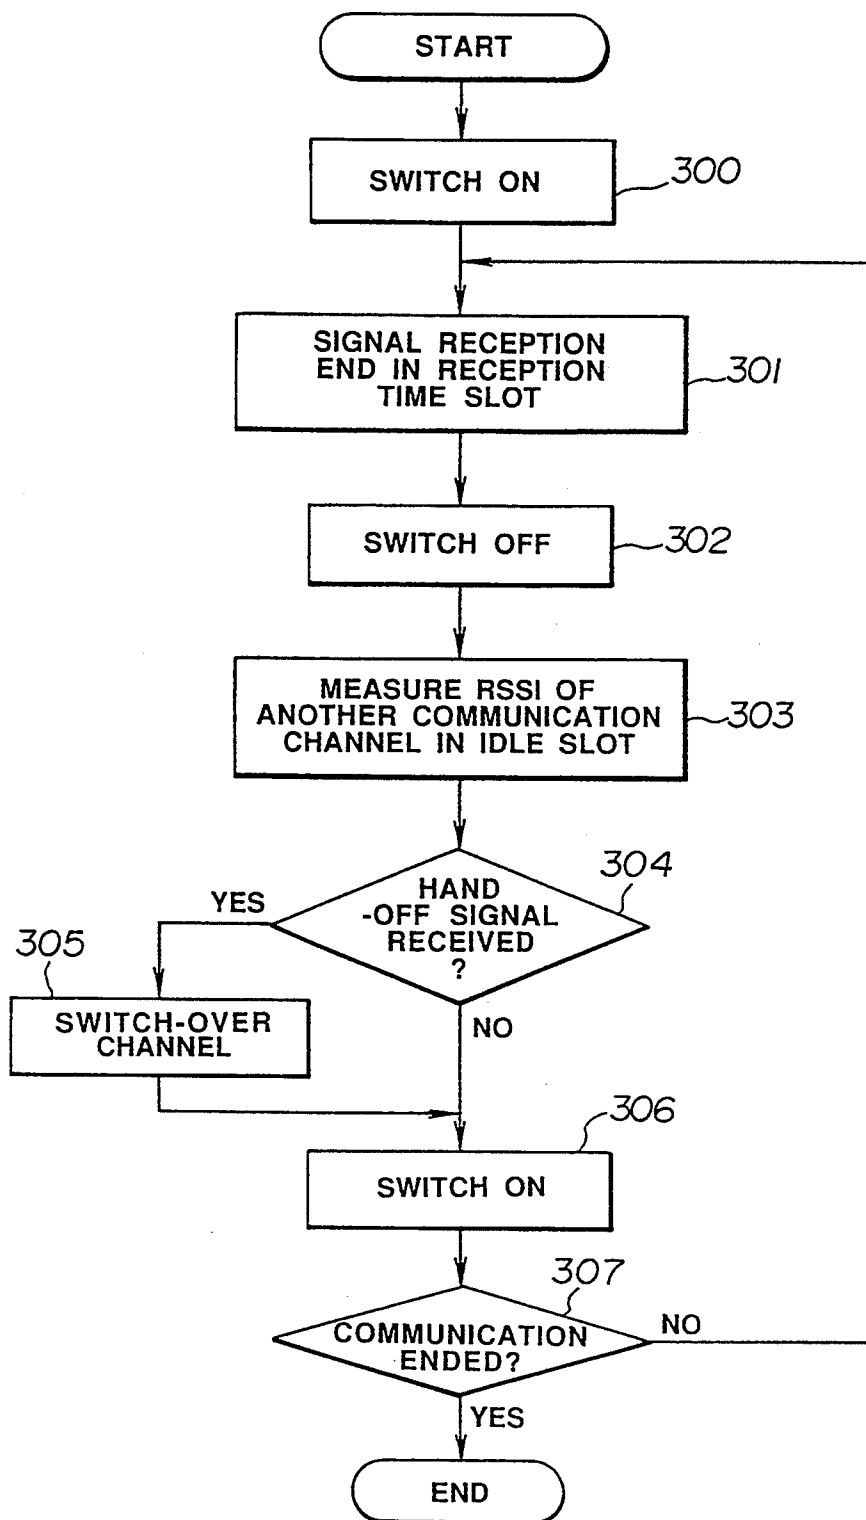 START
SWITCH ON
300
SIGNAL RECEPTION
END IN RECEPTION
TIME SLOT
301
SWITCH OFF
302
MEASURE RSSI OF
ANOTHER COMMUNICATION
CHANNEL IN IDLE SLOT
303
304
HAND
-OFF SIGNAL
RECEIVED
?
YES
NO
305
SWITCH-OVER
CHANNEL
306
SWITCH ON
307
COMMUNICATION
ENDED?
NO
YES
END